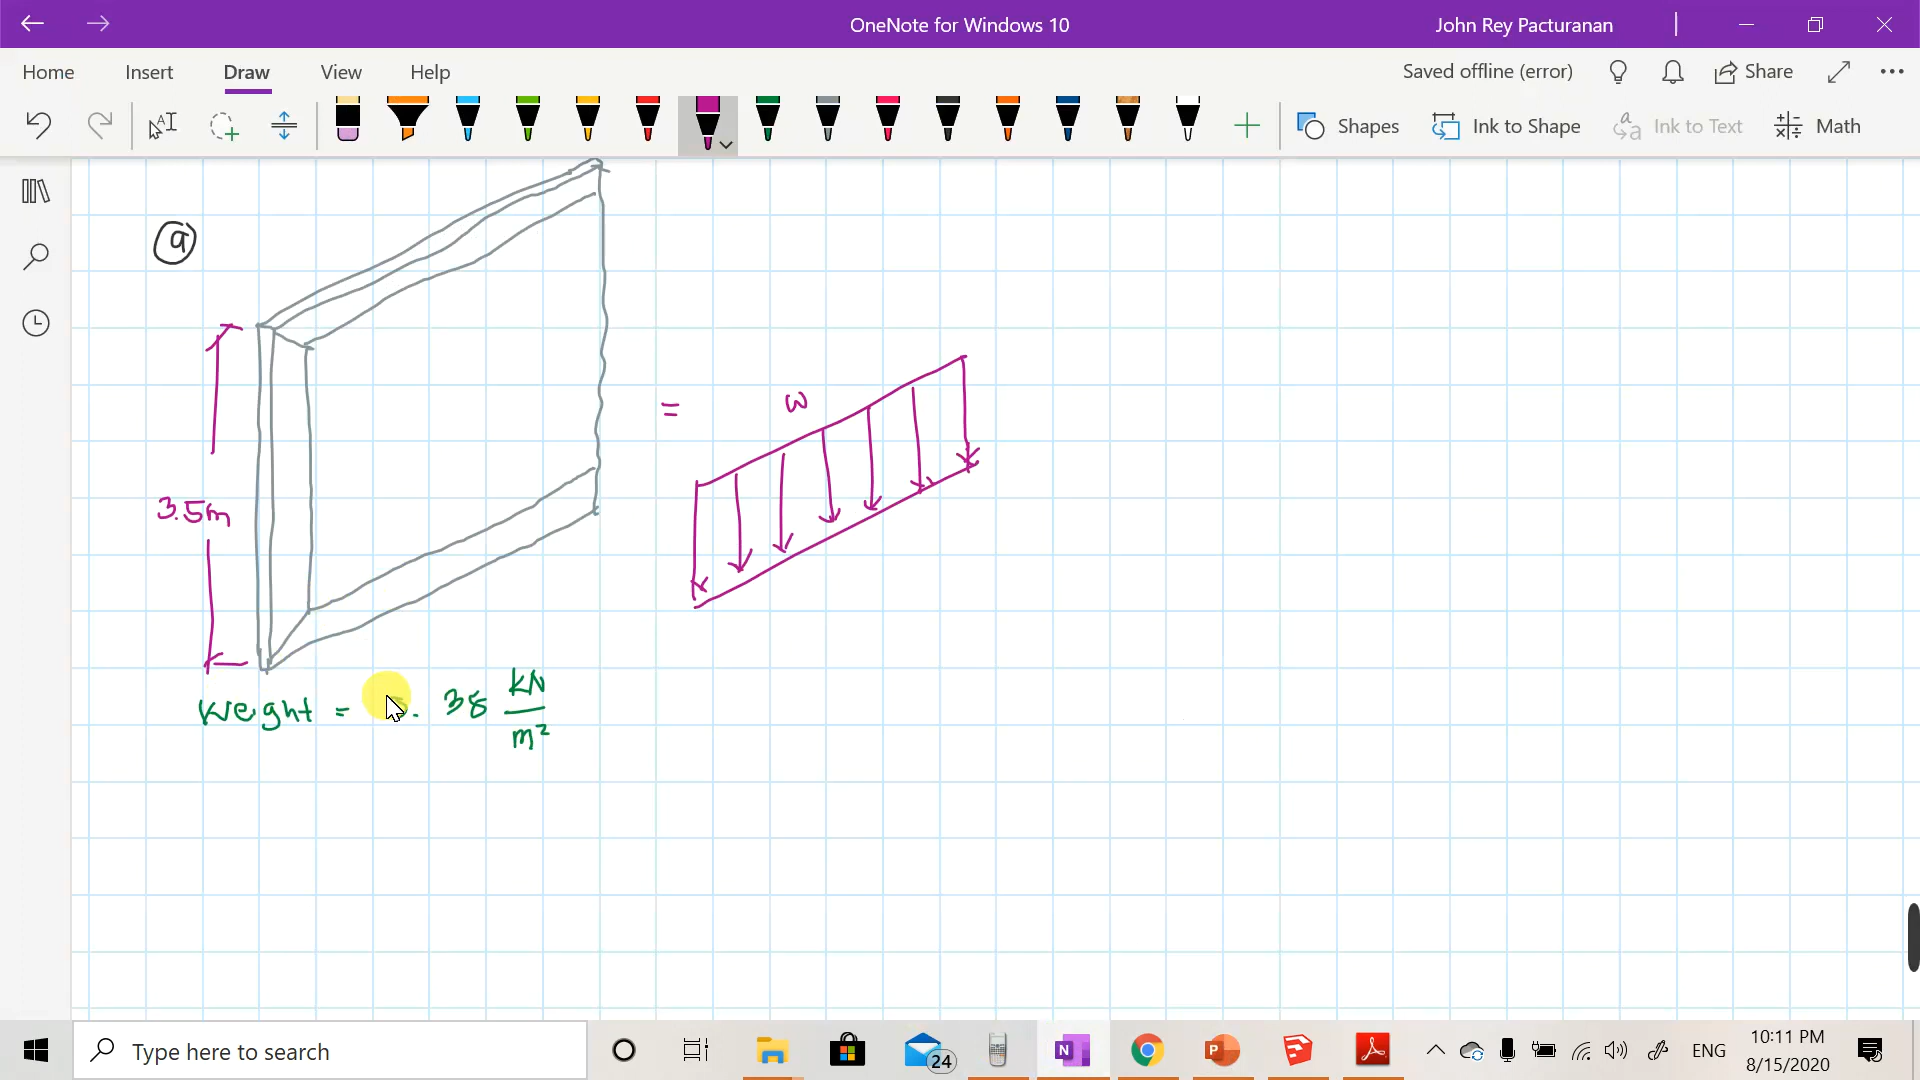 OneNote for Windows 10
John Rey Pacturanan
Home Insert Draw View Help
Saved offline (error)
Share
Shapes
Ink to Shape
Ink to Text
Math
a
3.5m
= w
Weight = . 38 kN
m²
Type here to search
24
ENG
10:11 PM
8/15/2020